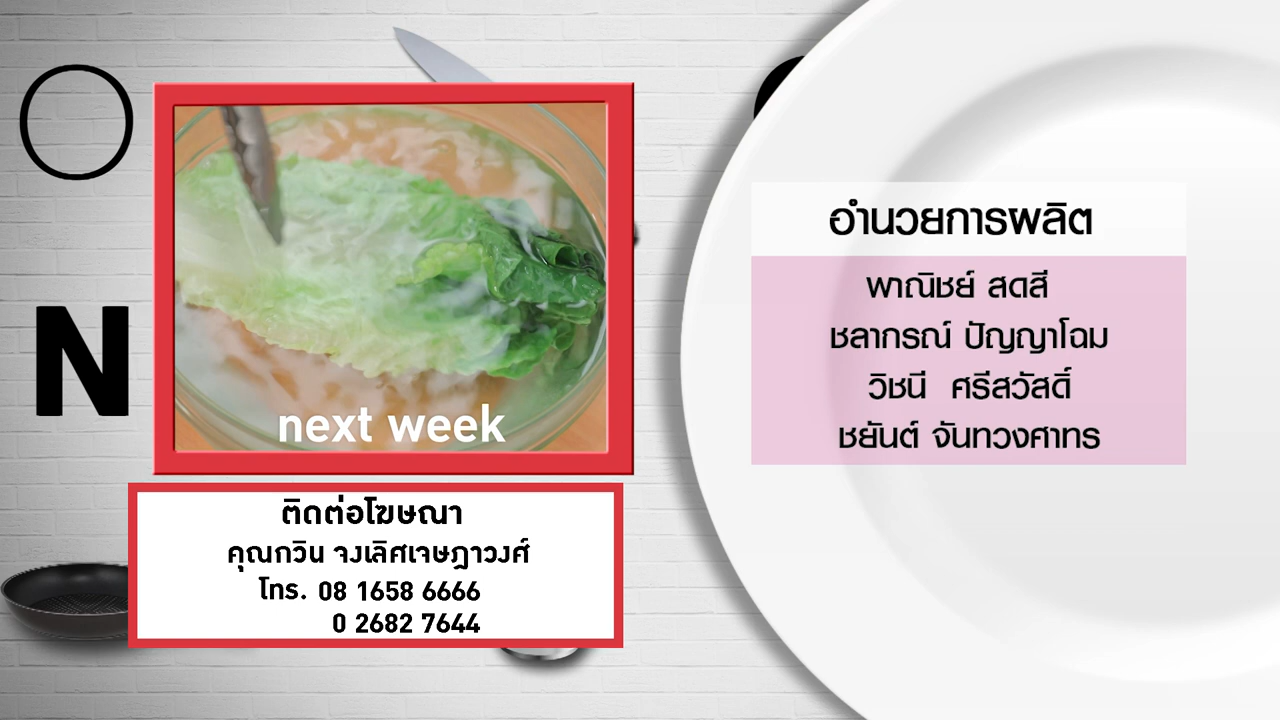 O
N
next week
ติดต่อโฆษณา
คุณกวิน จงเลิศเจษฎาวงศ์
โทร. 08 1658 6666
0 2682 7644
อำนวยการผลิต
พาณิชย์ สดสี
ชลากรณ์ ปัญญาโฉม
วิชนี ศรีสวัสดิ์
ชยันต์ จันทวงศาทร